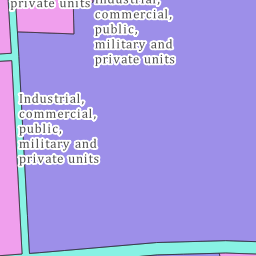 private units
Industrial,
commercial,
public,
military and
private units
Industrial,
commercial,
public,
military and
private units